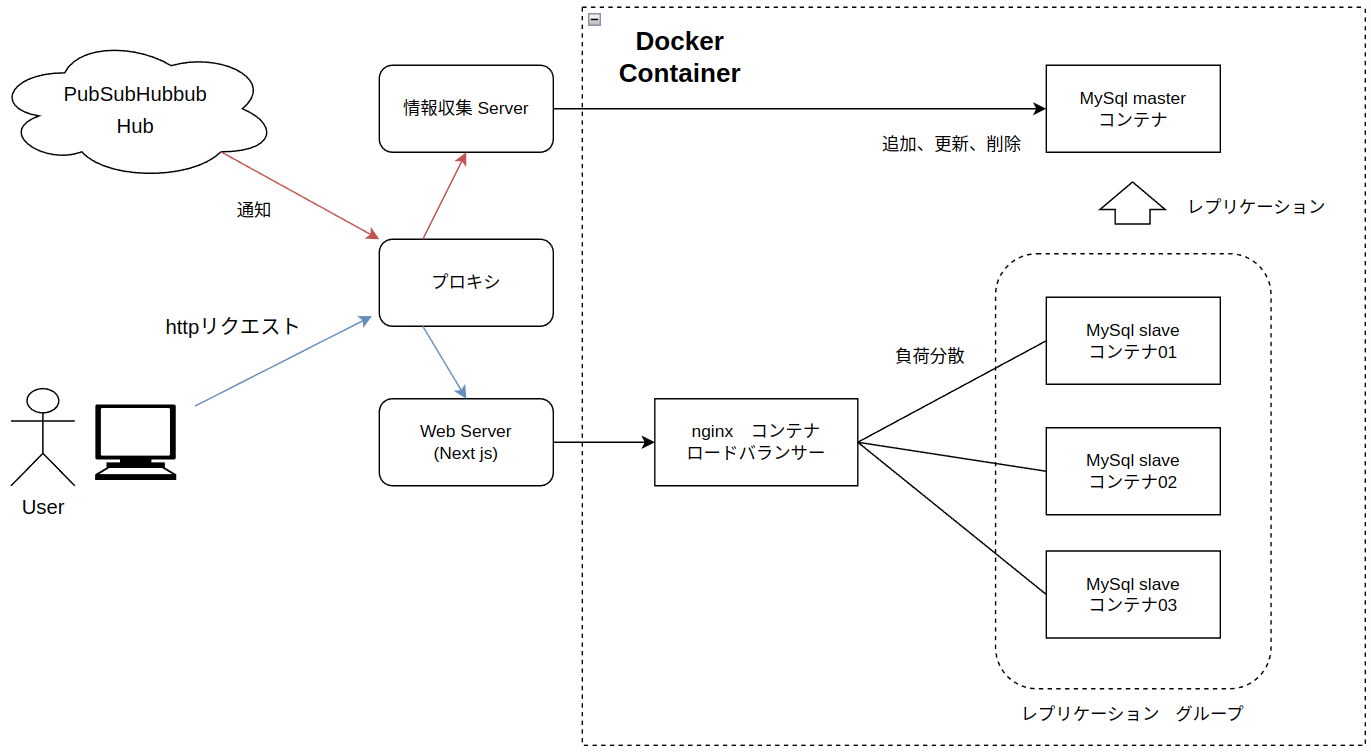 Docker
Container
PubSubHubbub
Hub
情報収集 Server
MySql master
コンテナ
追加、更新、削除
通知
レプリケーション
プロキシ
httpリクエスト
MySql slave
コンテナ01
負荷分散
User
Web Server
(Next js)
nginx　コンテナ
ロードバランサー
MySql slave
コンテナ02
MySql slave
コンテナ03
レプリケーション　グループ